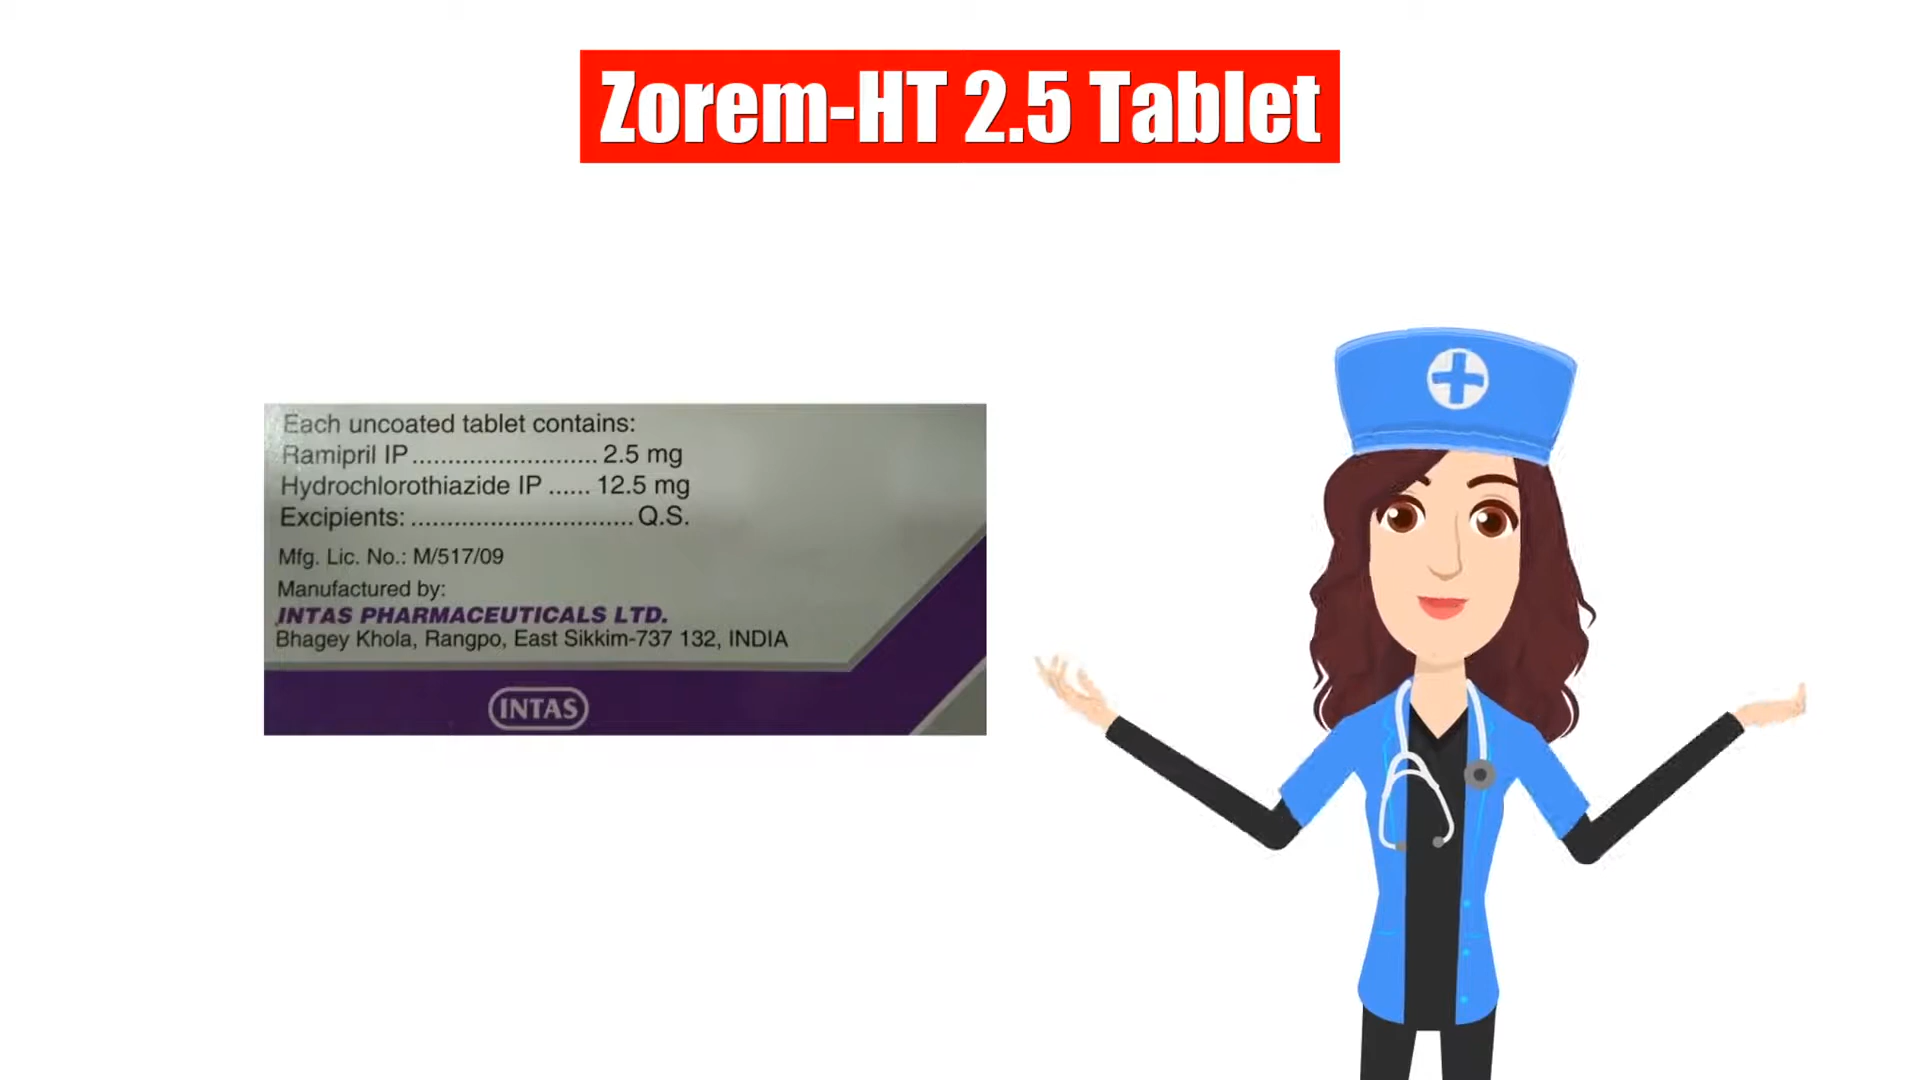 Zorem-HT 2.5 Tablet
Each uncoated tablet contains:
Ramipril IP .......................... 2.5 mg
Hydrochlorothiazide IP ...... 12.5 mg
Excipients: ............................... Q.S.
Mfg. Lic. No.: M/517/09
Manufactured by:
INTAS PHARMACEUTICALS LTD.
Bhagey Khola, Rangpo, East Sikkim-737 132, INDIA
INTAS